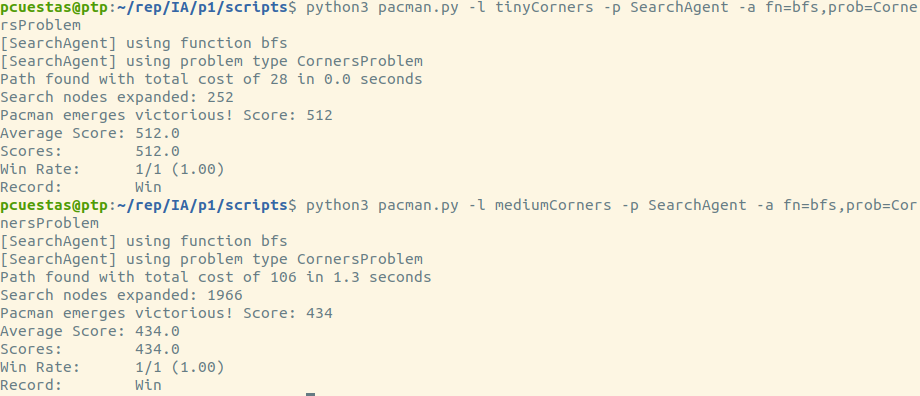 pcuestas@ptp:~/rep/IA/p1/scripts$ python3 pacman.py -l tinyCorners -p SearchAgent -a fn=bfs,prob=Corne
rsProblem
[SearchAgent] using function bfs
[SearchAgent] using problem type CornersProblem
Path found with total cost of 28 in 0.0 seconds
Search nodes expanded: 252
Pacman emerges victorious! Score: 512
Average Score: 512.0
Scores:        512.0
Win Rate:      1/1 (1.00)
Record:        Win
pcuestas@ptp:~/rep/IA/p1/scripts$ python3 pacman.py -l mediumCorners -p SearchAgent -a fn=bfs,prob=Cor
nersProblem
[SearchAgent] using function bfs
[SearchAgent] using problem type CornersProblem
Path found with total cost of 106 in 1.3 seconds
Search nodes expanded: 1966
Pacman emerges victorious! Score: 434
Average Score: 434.0
Scores:        434.0
Win Rate:      1/1 (1.00)
Record:        Win